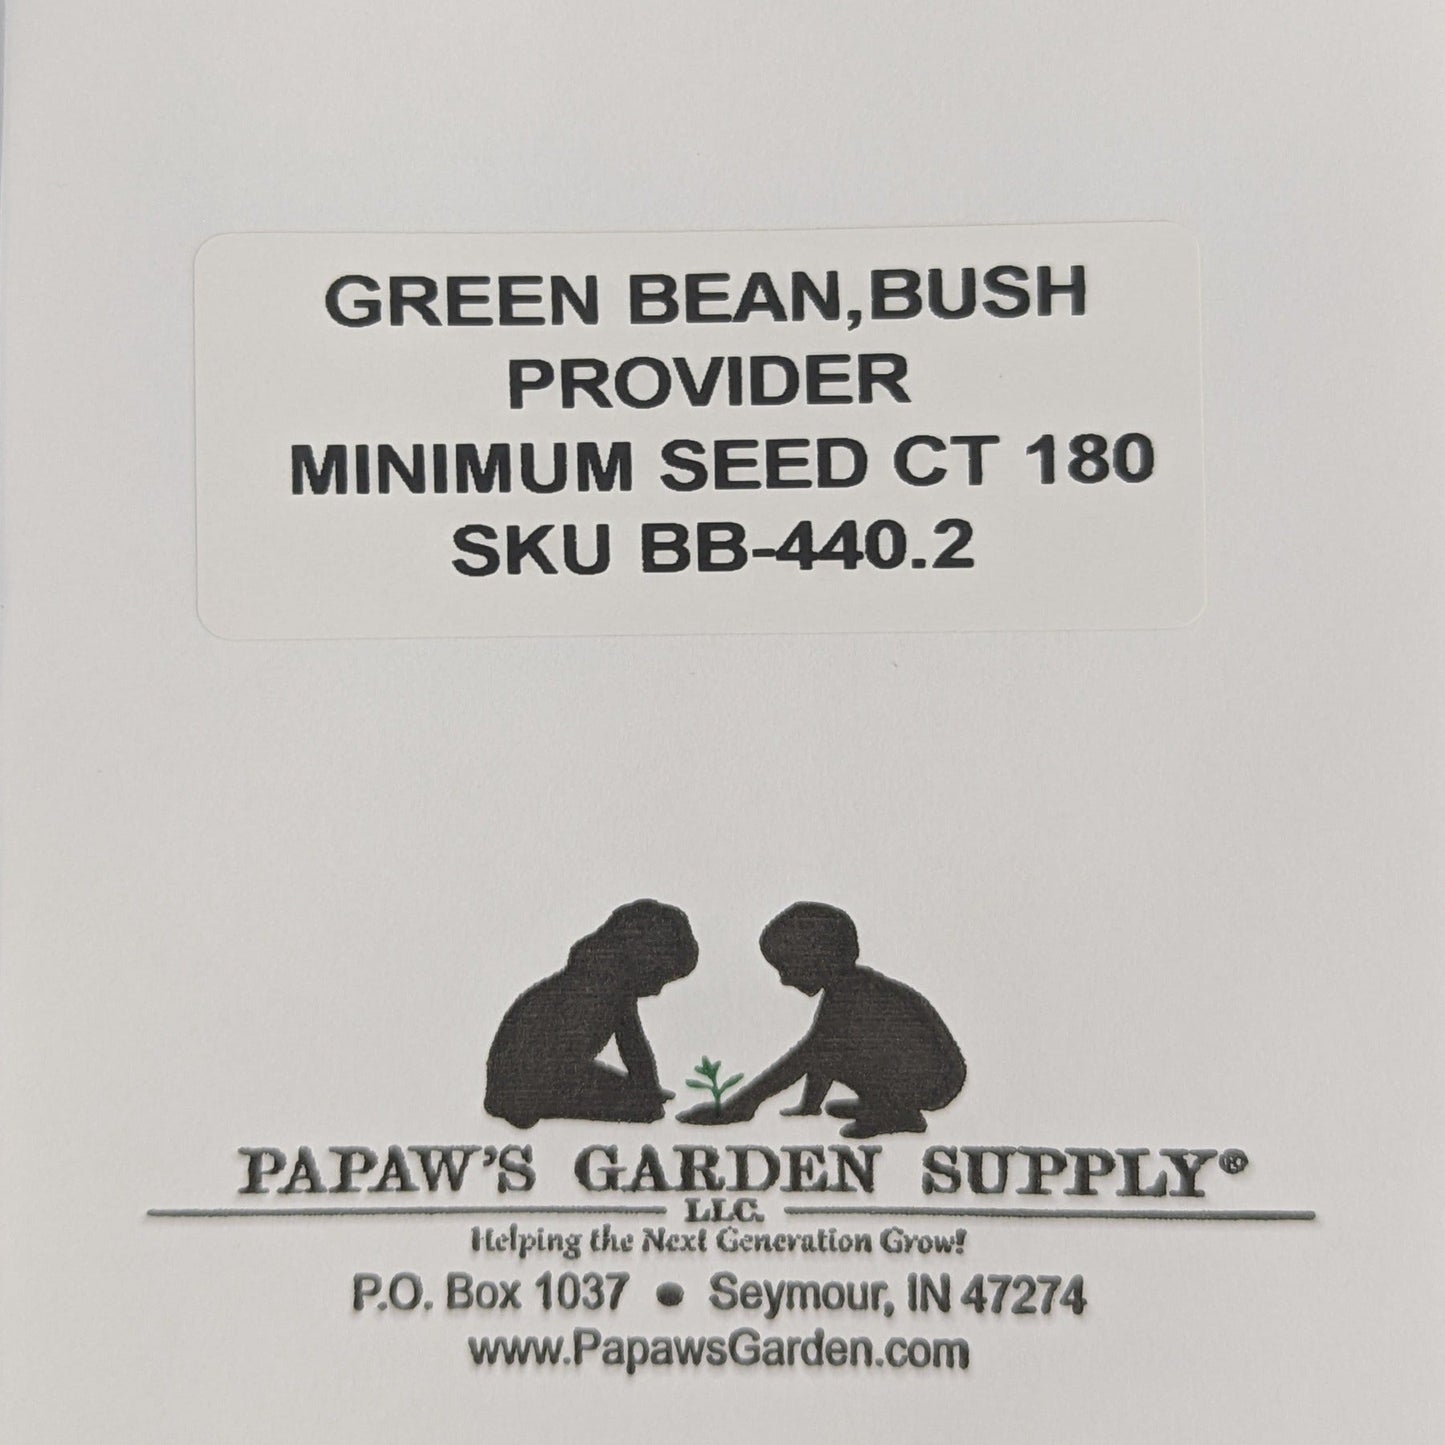 GREEN BEAN,BUSH
PROVIDER
MINIMUM SEED CT 180
SKU BB-440.2
PAPAW'S GARDEN SUPPLY®
LLC.
Helping the Next Generation Grow!
P.O. Box 1037 • Seymour, IN 47274
www.PapawsGarden.com